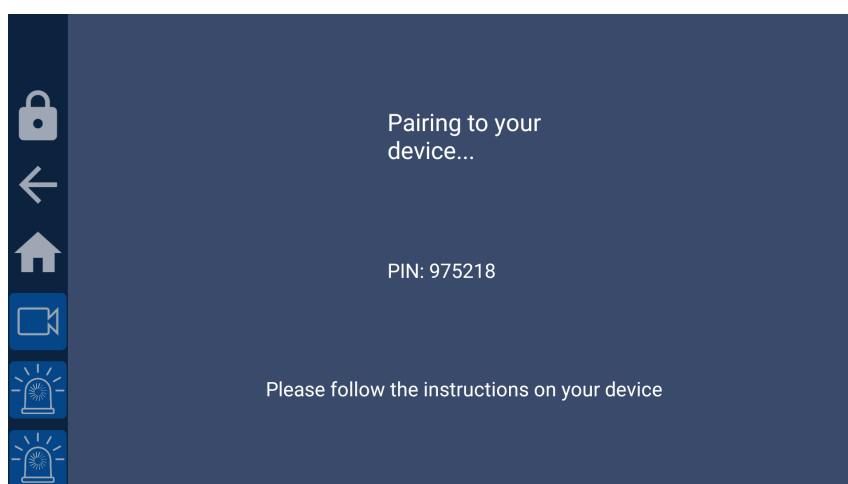 Pairing to your
device...
PIN: 975218
Please follow the instructions on your device